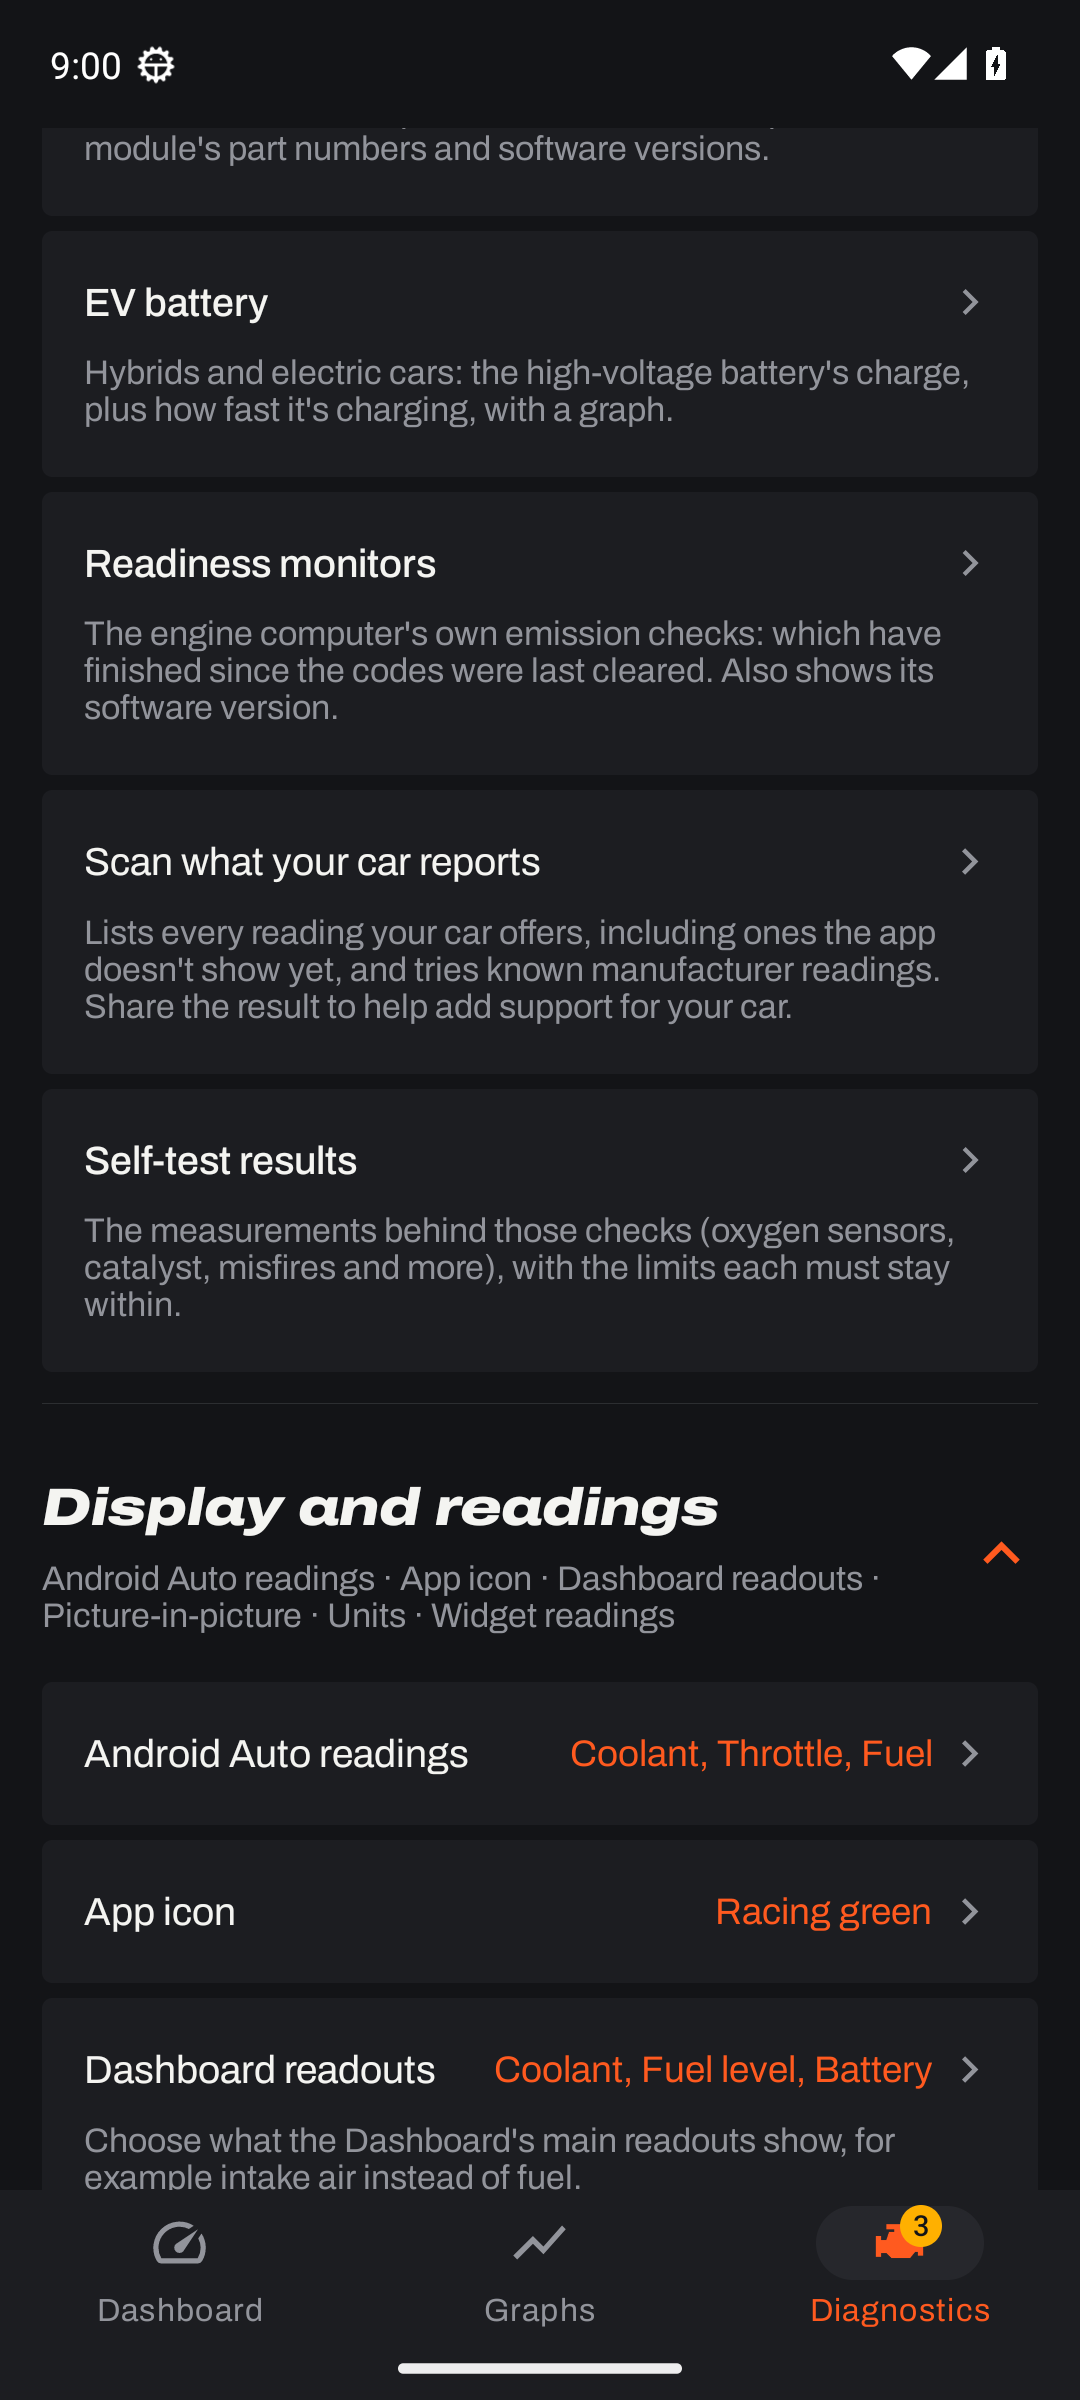 9:00
module's part numbers and software versions.
EV battery
Hybrids and electric cars: the high-voltage battery's charge,
plus how fast it's charging, with a graph.
Readiness monitors
The engine computer's own emission checks: which have
finished since the codes were last cleared. Also shows its
software version.
Scan what your car reports
Lists every reading your car offers, including ones the app
doesn't show yet, and tries known manufacturer readings.
Share the result to help add support for your car.
Self-test results
The measurements behind those checks (oxygen sensors,
catalyst, misfires and more), with the limits each must stay
within.
Display and readings
Android Auto readings · App icon · Dashboard readouts ·
Picture-in-picture · Units · Widget readings
Android Auto readings Coolant, Throttle, Fuel
App icon Racing green
Dashboard readouts Coolant, Fuel level, Battery
Choose what the Dashboard's main readouts show, for
example intake air instead of fuel.
3
Dashboard Graphs Diagnostics